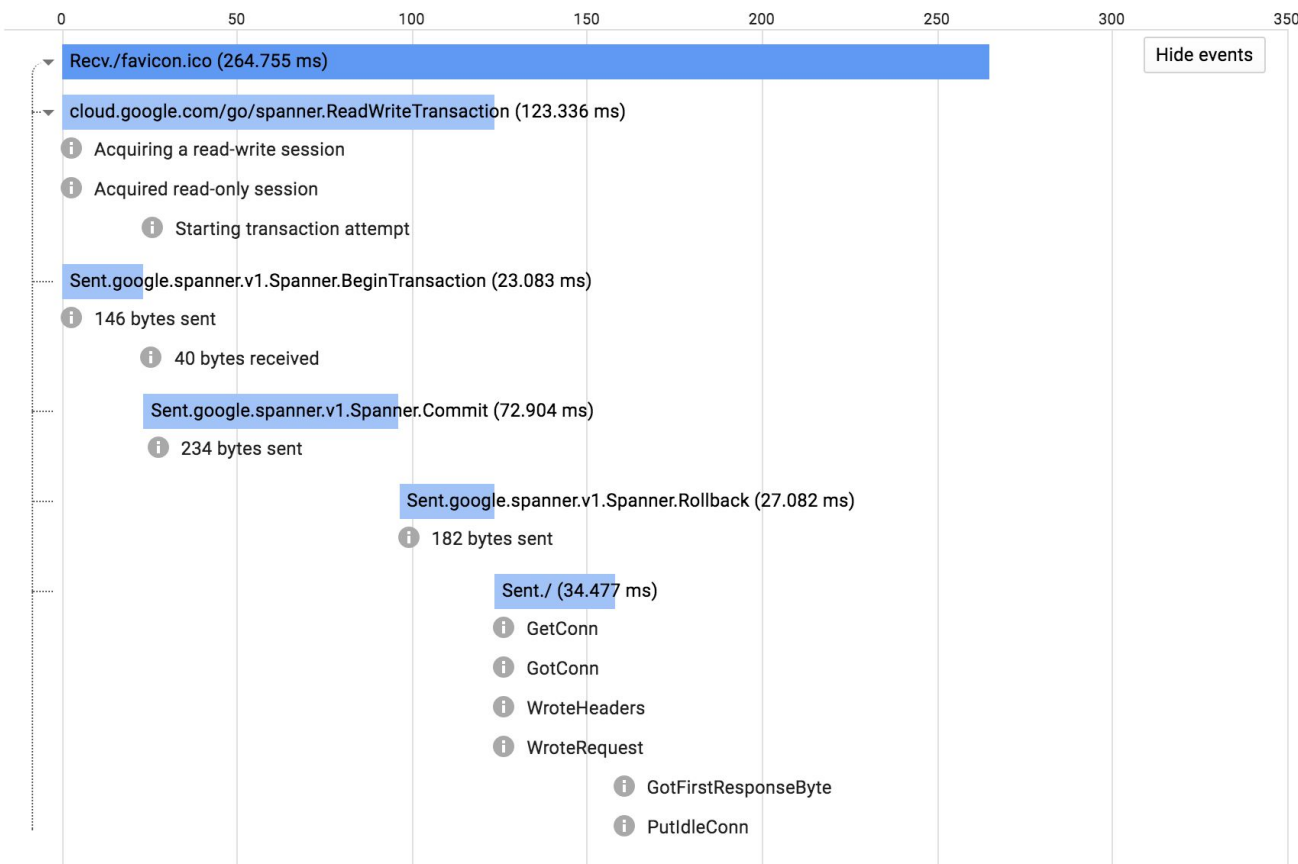 0 50 100 150 200 250 300 350
Recv./favicon.ico (264.755 ms)
Hide events
cloud.google.com/go/spanner.ReadWriteTransaction (123.336 ms)
Acquiring a read-write session
Acquired read-only session
Starting transaction attempt
Sent.google.spanner.v1.Spanner.BeginTransaction (23.083 ms)
146 bytes sent
40 bytes received
Sent.google.spanner.v1.Spanner.Commit (72.904 ms)
234 bytes sent
Sent.google.spanner.v1.Spanner.Rollback (27.082 ms)
182 bytes sent
Sent./ (34.477 ms)
GetConn
GotConn
WroteHeaders
WroteRequest
GotFirstResponseByte
PutIdleConn